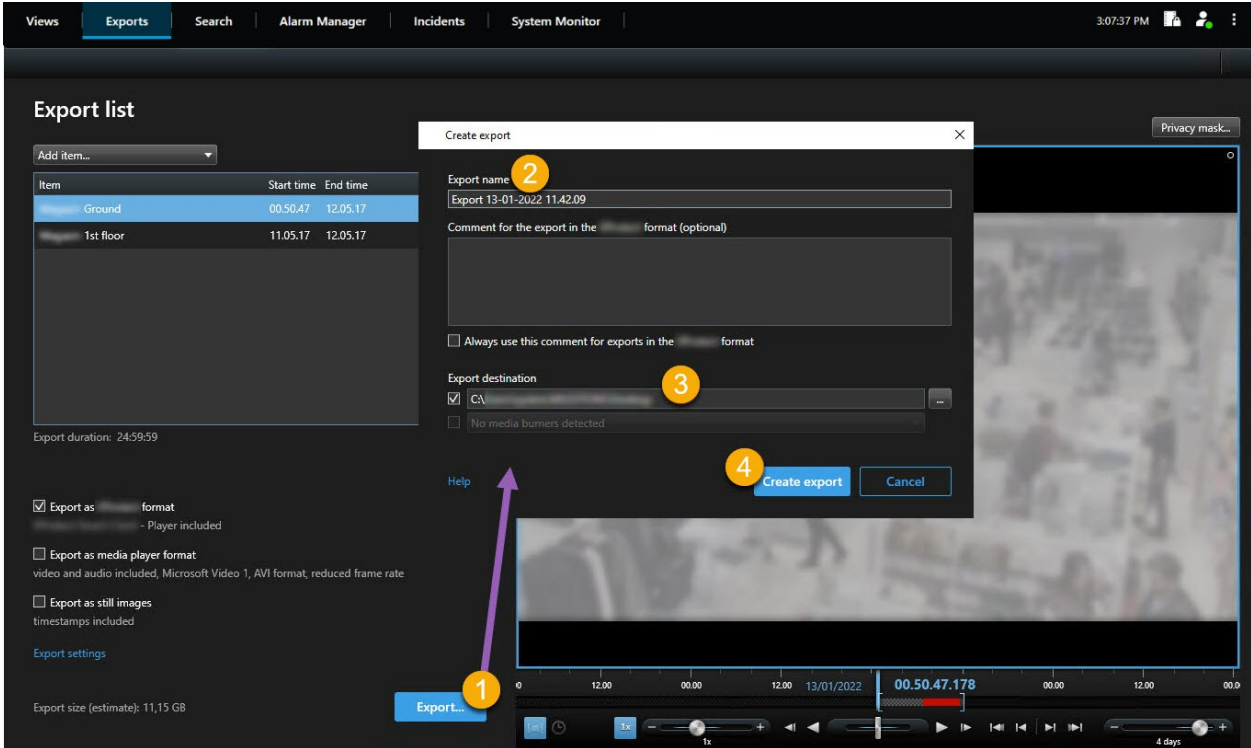 Views Exports Search Alarm Manager Incidents System Monitor 3:07:37 PM
Export list
Privacy mask...
Add item...
Item Start time End time
Ground 00.50.47 12.05.17
1st floor 11.05.17 12.05.17
Export duration: 24:59:59
Export as format
- Player included
Export as media player format
video and audio included, Microsoft Video 1, AVI format, reduced frame rate
Export as still images
timestamps included
Export settings
Export size (estimate): 11,15 GB
Export...
1
Create export
2
Export name
Export 13-01-2022 11.42.09
Comment for the export in the format (optional)
Always use this comment for exports in the format
Export destination
3
C:\
...
No media burners detected
Help
4
Create export Cancel
0 12.00 00.00 12.00 13/01/2022 00.50.47.178 00.00 12.00 00.0
1x
1x
4 days